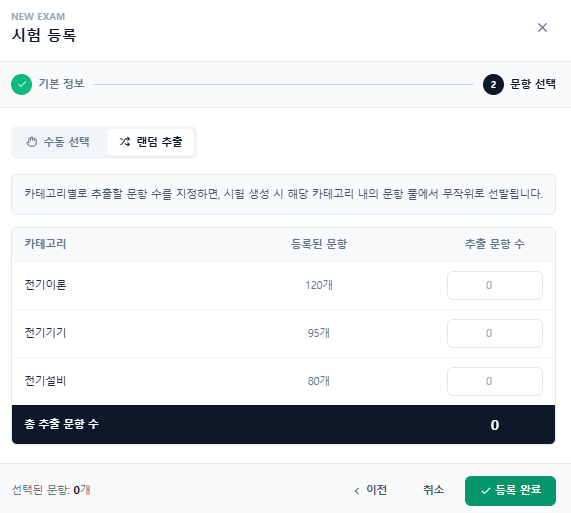 NEW EXAM
시험 등록
기본 정보
2 문항 선택
수동 선택 랜덤 추출
카테고리별로 추출할 문항 수를 지정하면, 시험 생성 시 해당 카테고리 내의 문항 풀에서 무작위로 선발됩니다.
카테고리 등록된 문항 추출 문항 수
전기이론 120개 0
전기기기 95개 0
전기설비 80개 0
총 추출 문항 수 0
선택된 문항: 0개 이전 취소 등록 완료